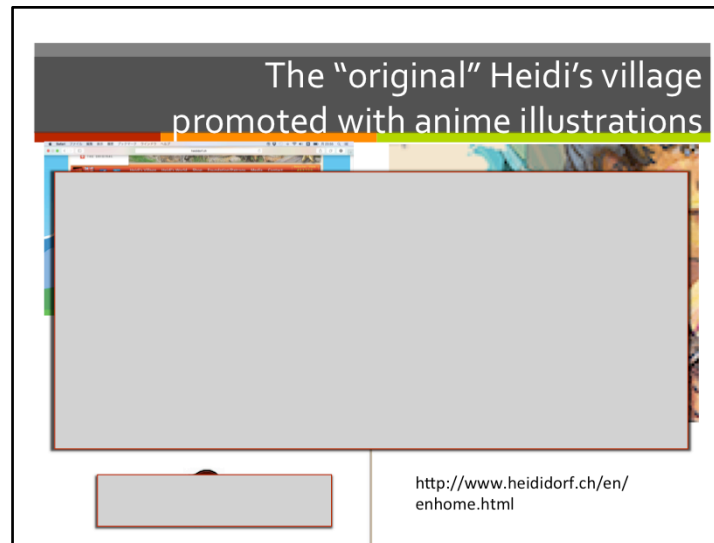 The “original” Heidi’s village
promoted with anime illustrations
http://www.heididorf.ch/en/
enhome.html